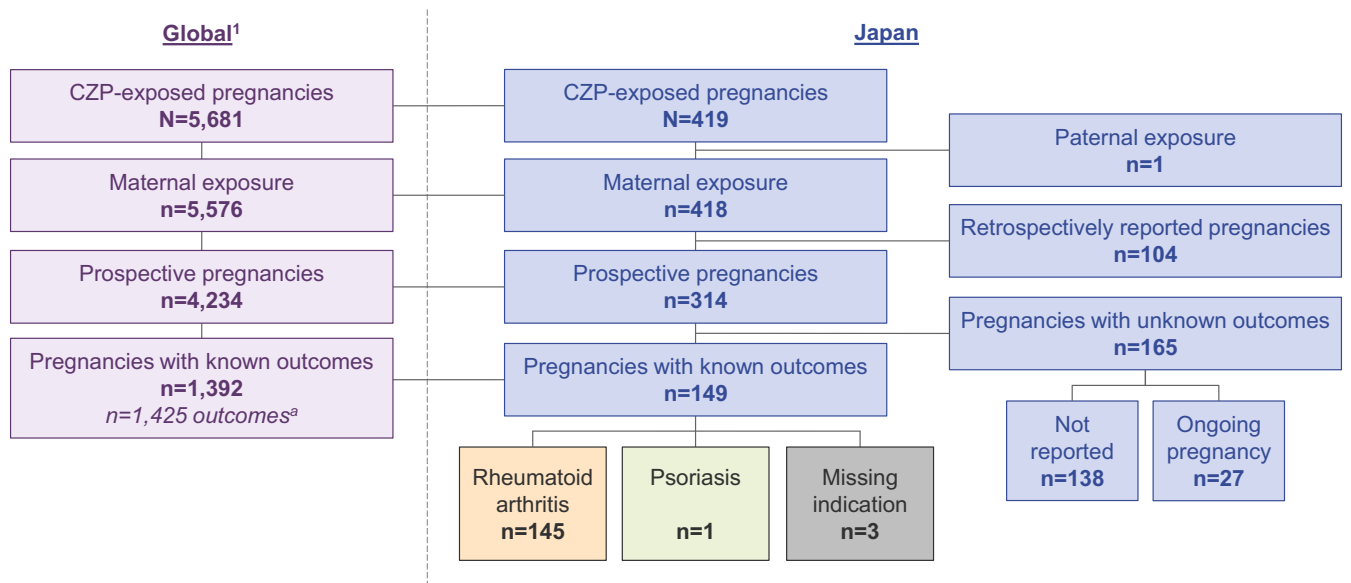 Global¹
CZP-exposed pregnancies
N=5,681
Maternal exposure
n=5,576
Prospective pregnancies
n=4,234
Pregnancies with known outcomes
n=1,392
n=1,425 outcomesᵃ
Japan
CZP-exposed pregnancies
N=419
Paternal exposure
n=1
Maternal exposure
n=418
Retrospectively reported pregnancies
n=104
Prospective pregnancies
n=314
Pregnancies with unknown outcomes
n=165
Not
reported
n=138
Ongoing
pregnancy
n=27
Pregnancies with known outcomes
n=149
Rheumatoid
arthritis
n=145
Psoriasis
n=1
Missing
indication
n=3